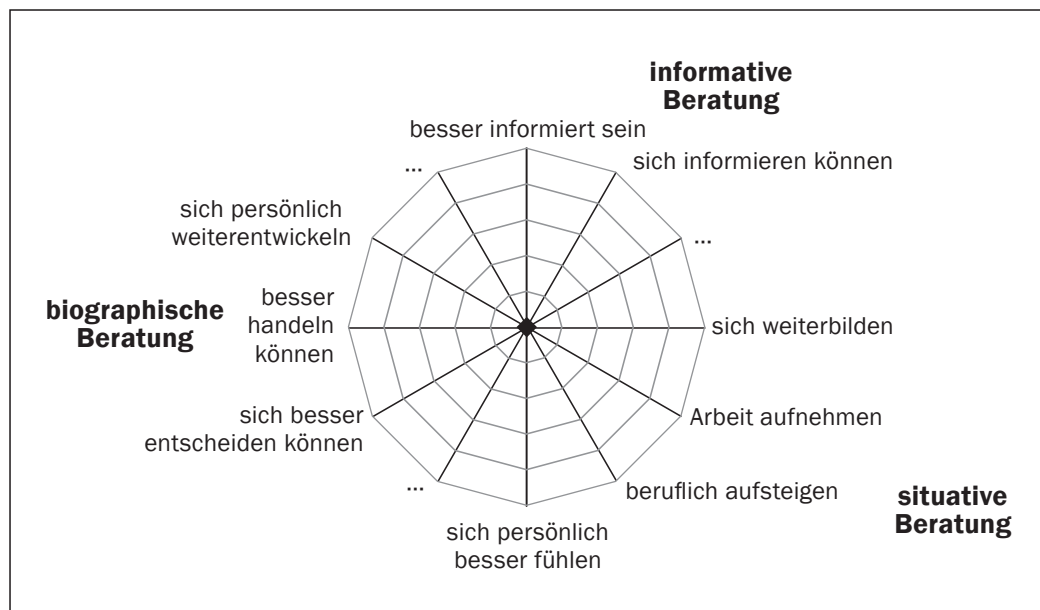 informative
Beratung
besser informiert sein
sich informieren können
...
...
sich persönlich
weiterentwickeln
biographische
Beratung
besser
handeln
können
sich weiterbilden
sich besser
entscheiden können
Arbeit aufnehmen
...
beruflich aufsteigen
situative
Beratung
sich persönlich
besser fühlen